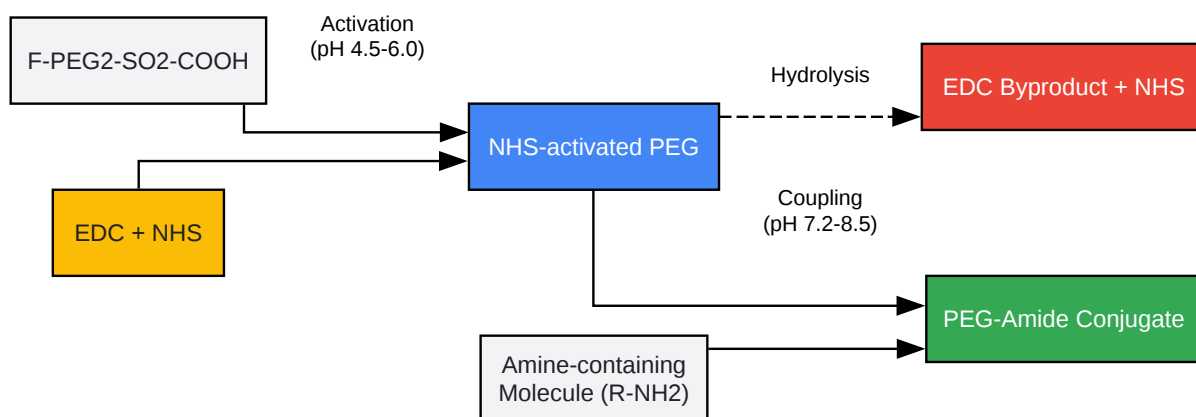 Activation
(pH 4.5-6.0)
F-PEG2-SO2-COOH
Hydrolysis
EDC Byproduct + NHS
NHS-activated PEG
EDC + NHS
Coupling
(pH 7.2-8.5)
PEG-Amide Conjugate
Amine-containing
Molecule (R-NH2)